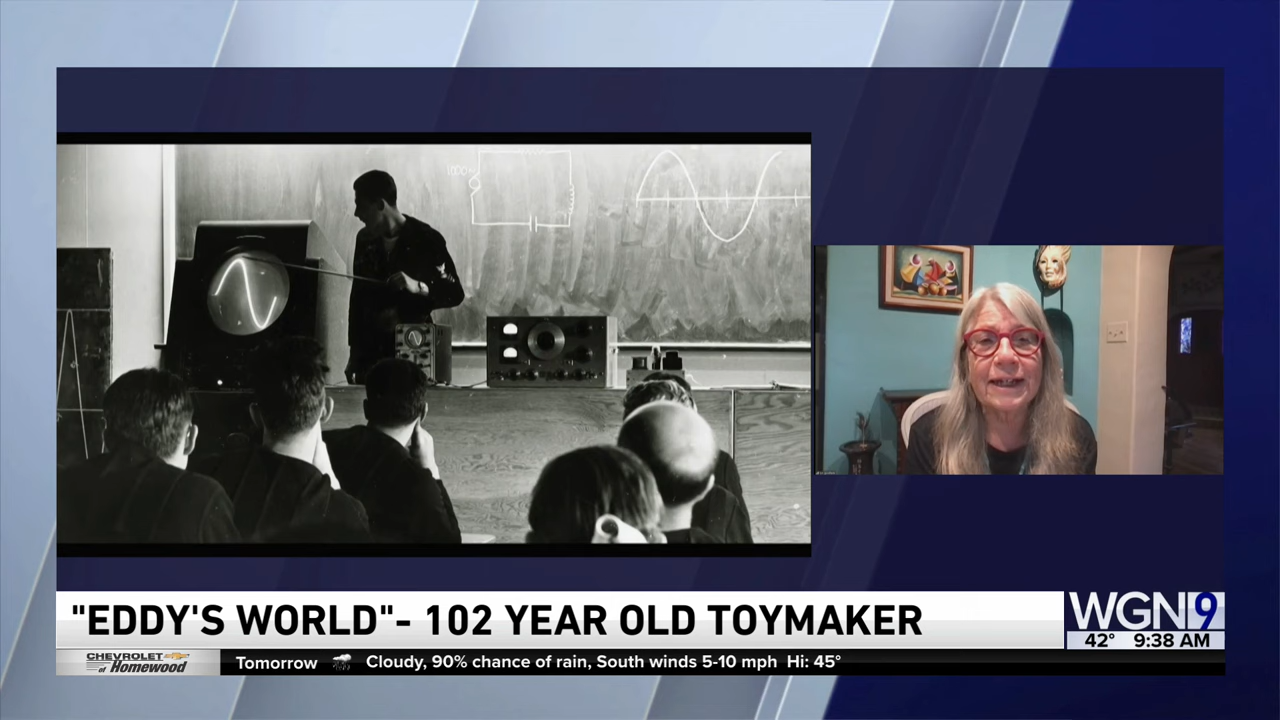 "EDDY'S WORLD"- 102 YEAR OLD TOYMAKER
WGN9
42° 9:38 AM
CHEVROLET
of Homewood
Tomorrow Cloudy, 90% chance of rain, South winds 5-10 mph Hi: 45°